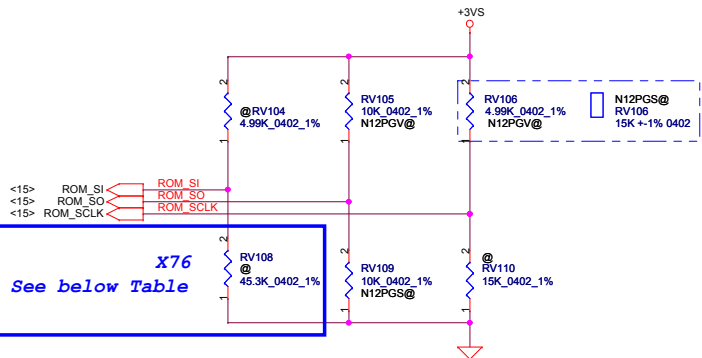 +3VS
2
@RV104
4.99K_0402_1%
1
2
RV105
10K_0402_1%
N12PGV@
1
2
RV106
4.99K_0402_1%
N12PGV@
1
N12PGS@
RV106
15K +-1% 0402
<15> ROM_SI ROM_SI
<15> ROM_SO ROM_SO
<15> ROM_SCLK ROM_SCLK
X76
See below Table
2
RV108
@
45.3K_0402_1%
1
2
RV109
10K_0402_1%
N12PGS@
1
2
@
RV110
15K_0402_1%
1